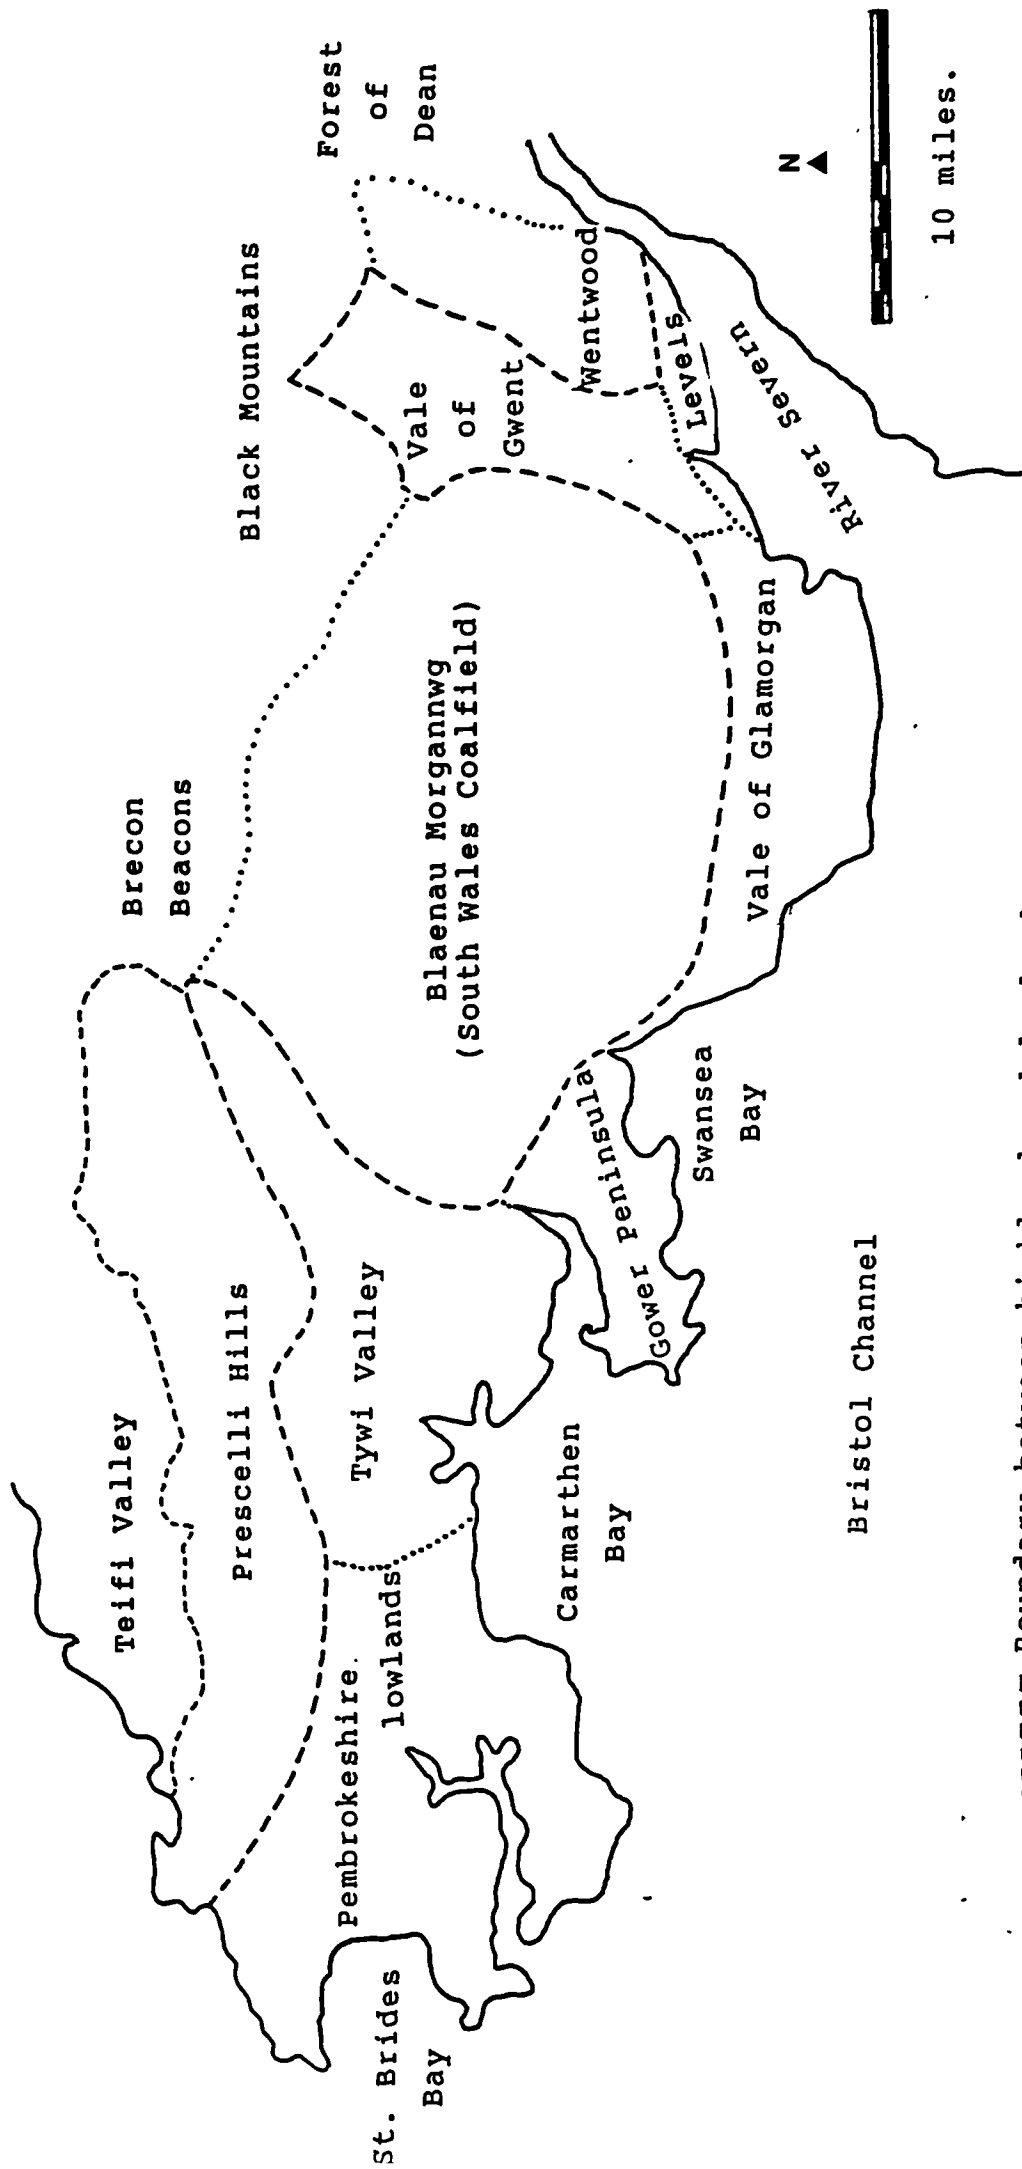 Teifi Valley
Prescelli Hills
Brecon
Beacons
Black Mountains
Forest
of
Dean
St. Brides
Bay
Pembrokeshire
lowlands
Tywi Valley
Blaenau Morgannwg
(South Wales Coalfield)
Vale
of
Gwent
Wentwood
Levels
River Severn
Carmarthen
Bay
Gower Peninsula
Swansea
Bay
Vale of Glamorgan
Bristol Channel
N
10 miles.
Boundary between